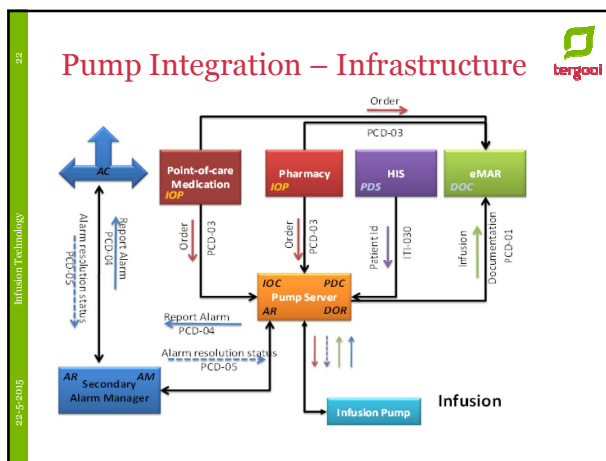 22
Pump Integration – Infrastructure
tergooi
Order
PCD-03
AC
Point-of-care
Medication
IOP
Pharmacy
IOP
HIS
PDS
eMAR
DOC
Alarm resolution status
PCD-05
Report Alarm
PCD-04
Order
PCD-03
Order
PCD-03
Patient Id
ITI-030
Infusion
Documentation
PCD-01
Infusion Technology
IOC PDC
Pump Server
AR DOR
Report Alarm
PCD-04
Alarm resolution status
PCD-05
AR AM
Secondary
Alarm Manager
Infusion Pump
Infusion
22-5-2015